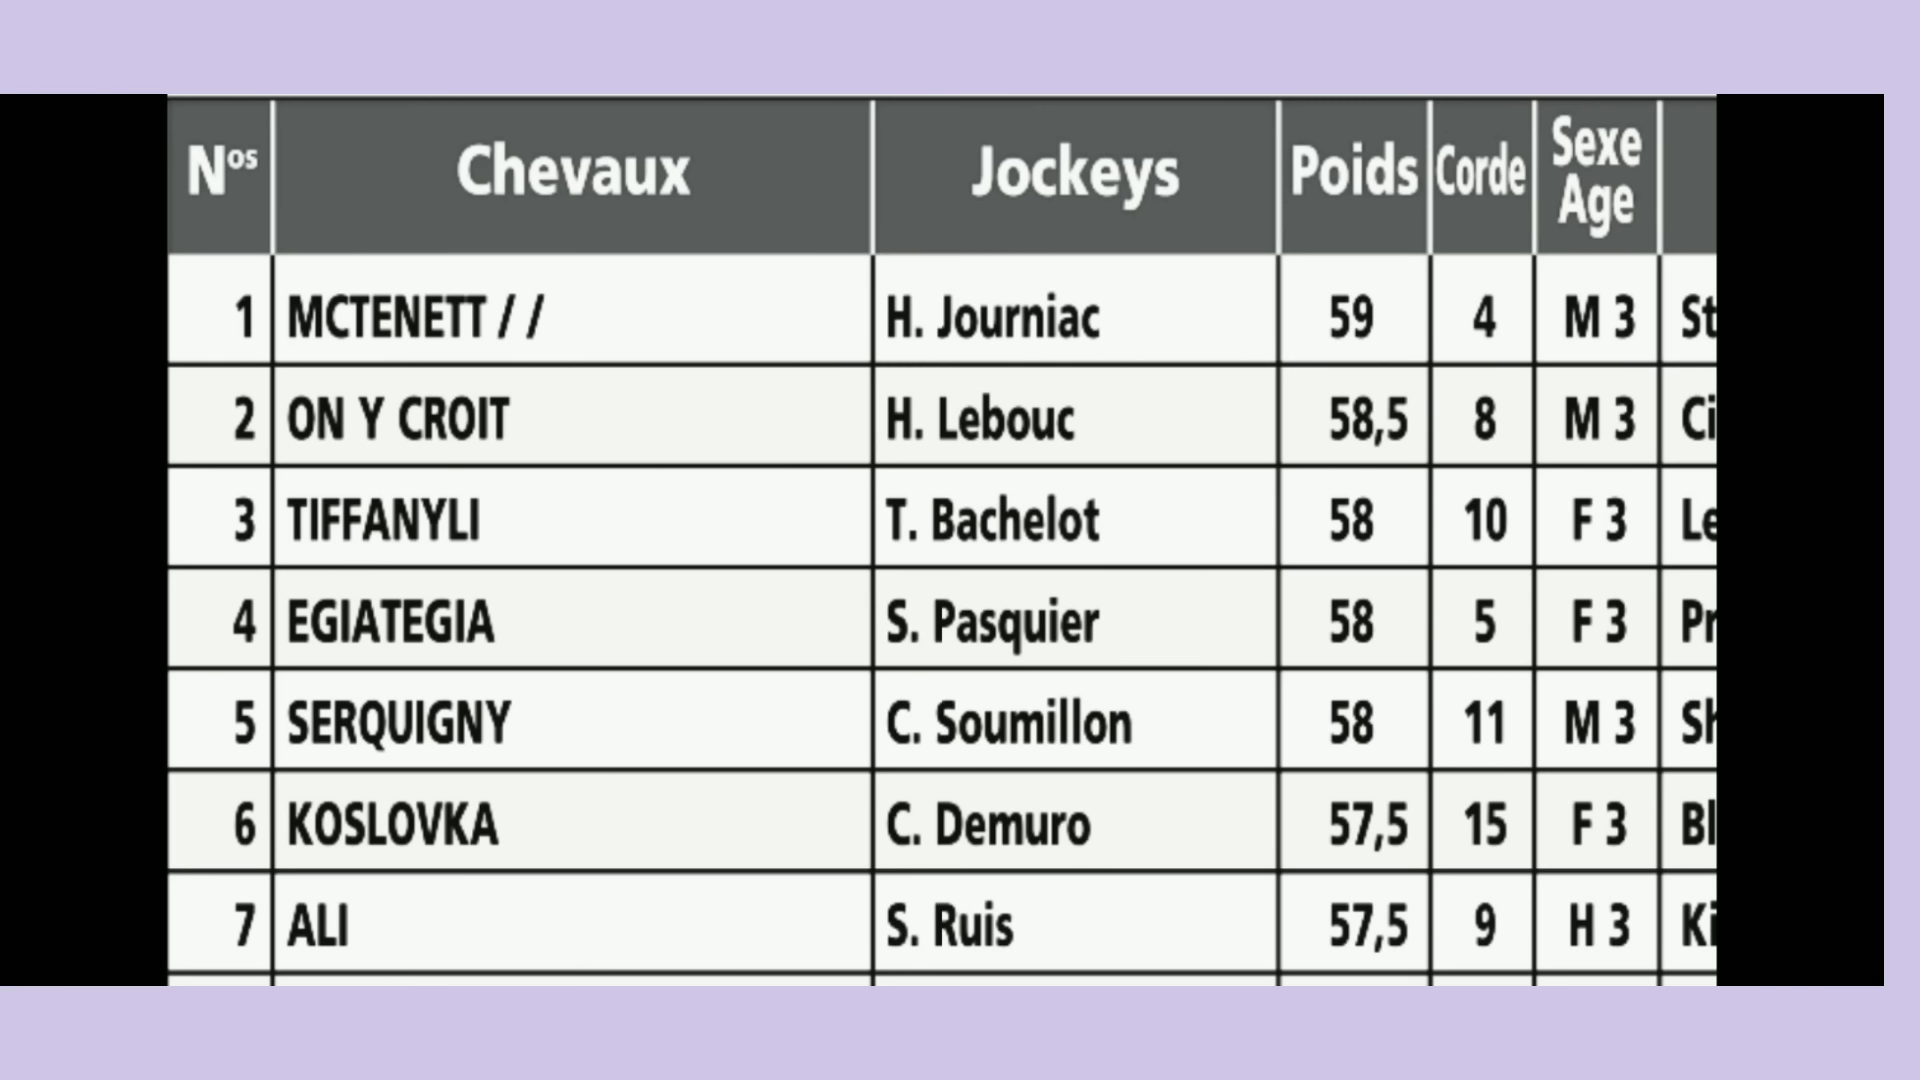 Nos Chevaux Jockeys Poids Corde Sexe Age
1 MCTENETT / / H. Journiac 59 4 M 3 St
2 ON Y CROIT H. Lebouc 58,5 8 M 3 Ci
3 TIFFANYLI T. Bachelot 58 10 F 3 Le
4 EGIATEGIA S. Pasquier 58 5 F 3 Pr
5 SERQUIGNY C. Soumillon 58 11 M 3 Sh
6 KOSLOVKA C. Demuro 57,5 15 F 3 Bl
7 ALI S. Ruis 57,5 9 H 3 Ki